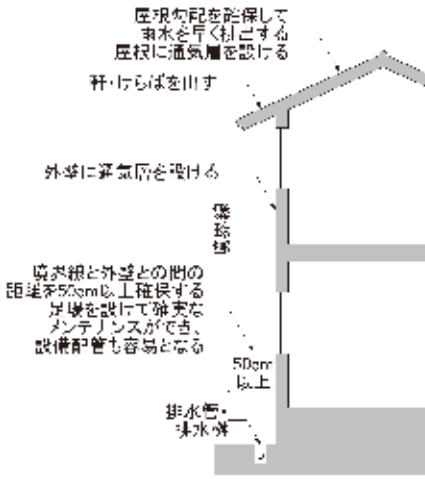 屋根勾配を確保して
雨水を早く排出する
屋根に通気層を設ける
軒・けらばを出す
外壁に通気層を設ける
境界線と外壁との間の
距離を50cm以上確保する
足場を設けて確実な
メンテナンスができ、
設備配管も容易となる
50cm
以上
排水管・
排水桝